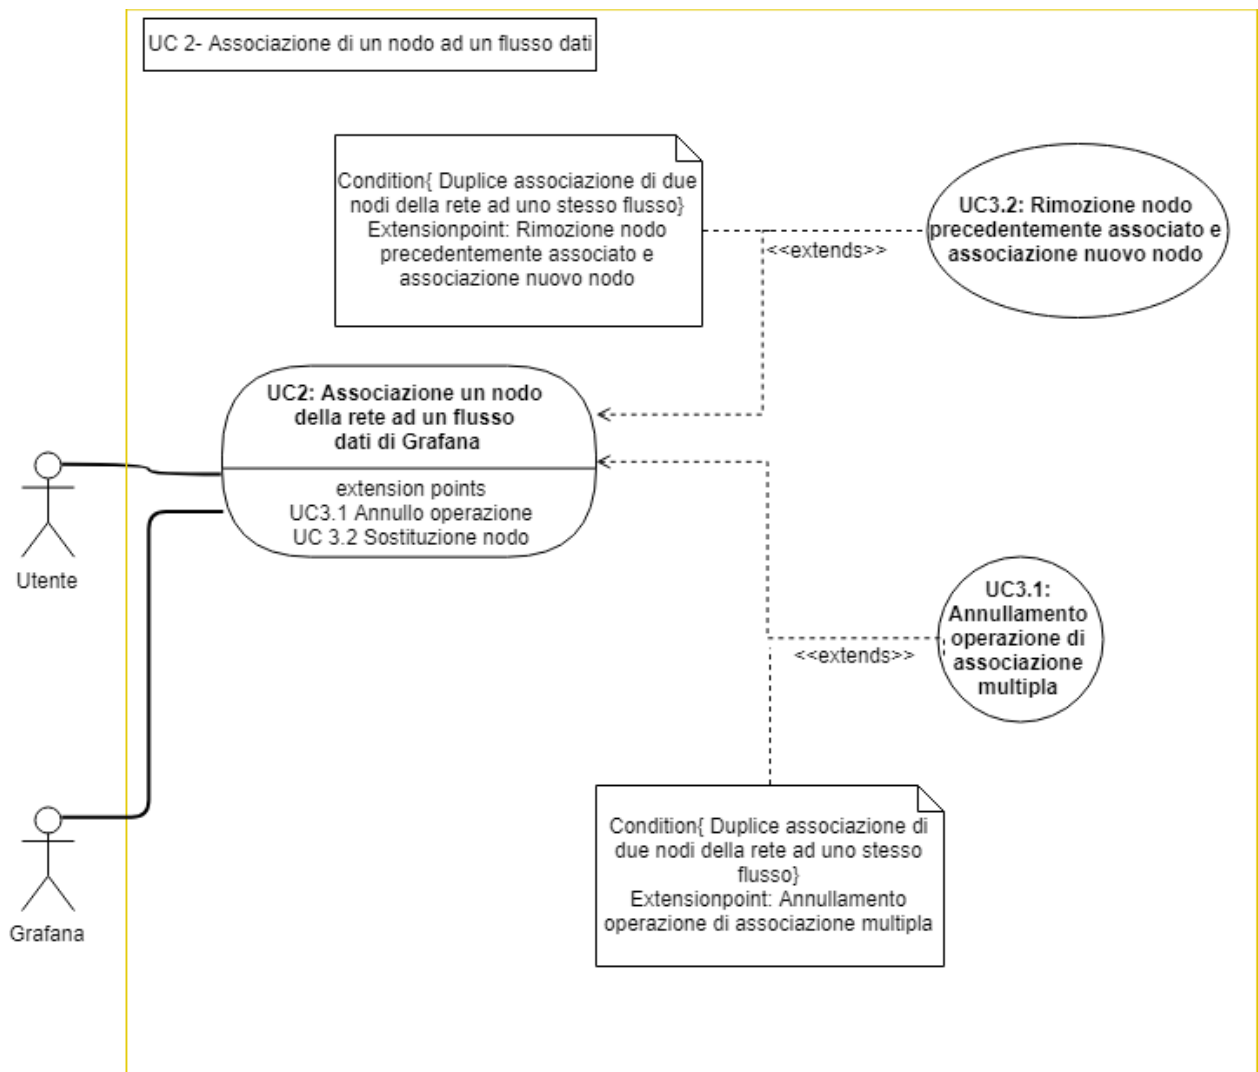 UC 2- Associazione di un nodo ad un flusso dati
Condition{ Duplice associazione di due
nodi della rete ad uno stesso flusso}
Extensionpoint: Rimozione nodo
precedentemente associato e
associazione nuovo nodo
<<extends>>
UC3.2: Rimozione nodo
precedentemente associato e
associazione nuovo nodo
UC2: Associazione un nodo
della rete ad un flusso
dati di Grafana
extension points
UC3.1 Annullo operazione
UC 3.2 Sostituzione nodo
Utente
UC3.1:
Annullamento
operazione di
associazione
multipla
<<extends>>
Condition{ Duplice associazione di
due nodi della rete ad uno stesso
flusso}
Extensionpoint: Annullamento
operazione di associazione multipla
Grafana